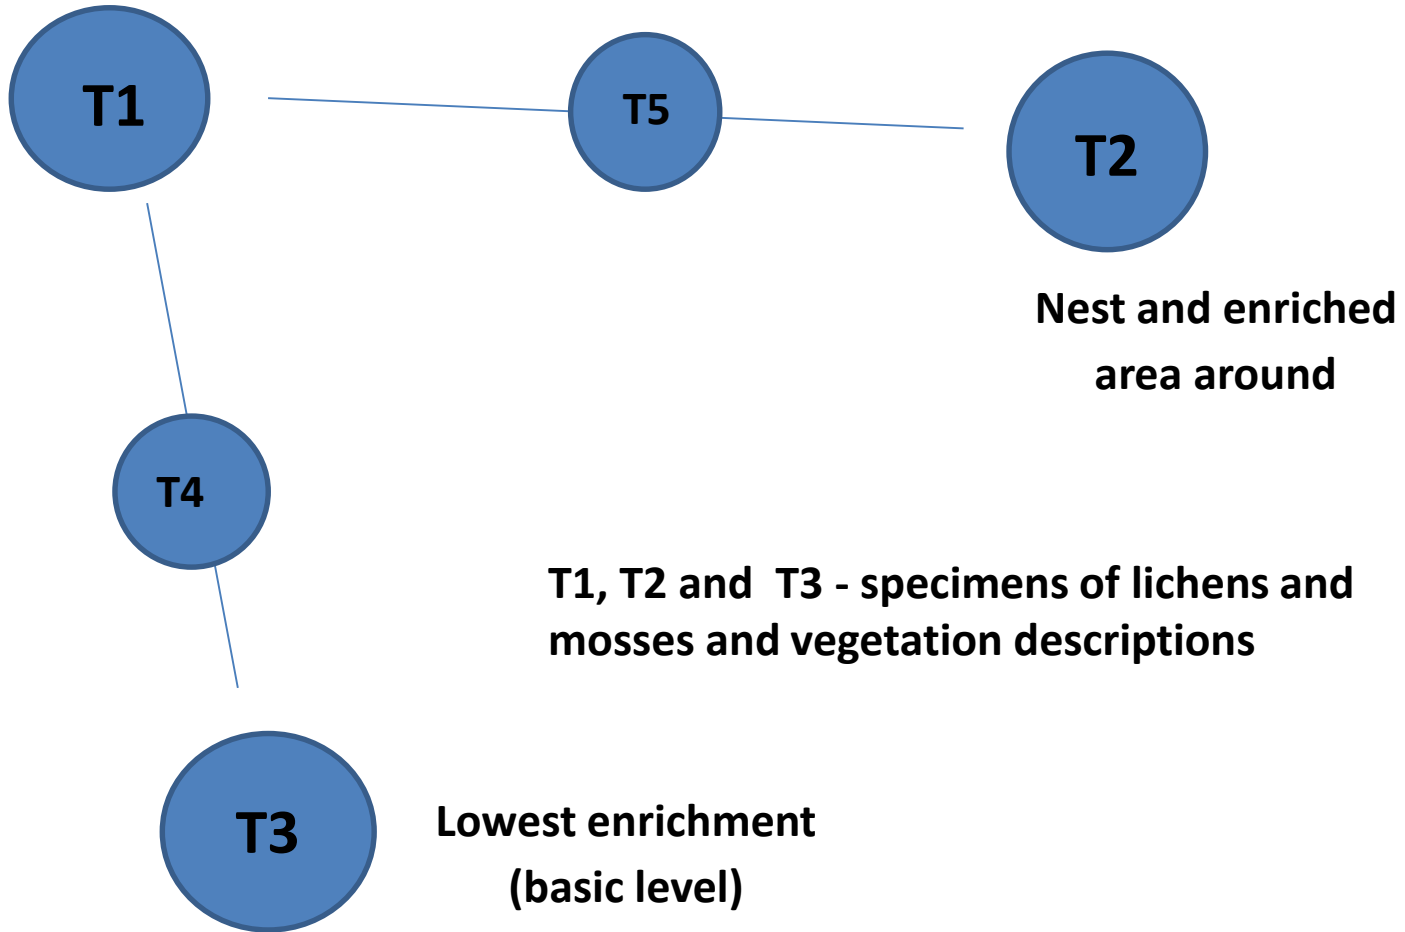 T1
T5
T2
Nest and enriched
area around
T4
T1, T2 and  T3 - specimens of lichens and
mosses and vegetation descriptions
T3
Lowest enrichment
(basic level)